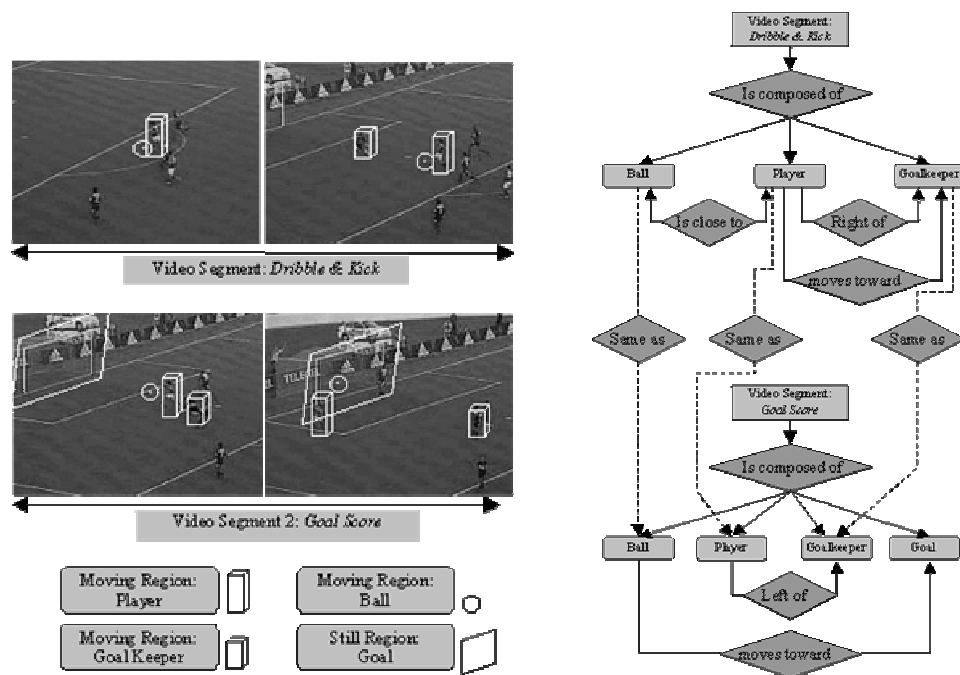 Video Segment: Dribble & Kick
Video Segment 2: Goal Score
Moving Region:
Player
Moving Region:
Ball
Moving Region:
Goal Keeper
Still Region:
Goal
Video Segment:
Dribble & Kick
Is composed of
Ball
Player
Goalkeeper
Is close to
Right of
moves toward
Same as
Same as
Same as
Video Segment:
Goal Score
Is composed of
Ball
Player
Goalkeeper
Goal
Left of
moves toward